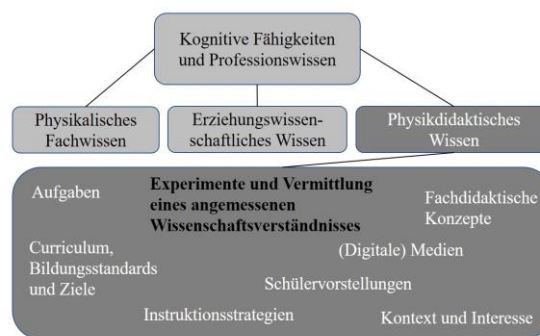 Kognitive Fähigkeiten
und Professionswissen
Physikalisches
Fachwissen
Erziehungswissen-
schaftliches Wissen
Physikdidaktisches
Wissen
Aufgaben
Experimente und Vermittlung
eines angemessenen
Wissenschaftsverständnisses
Fachdidaktische
Konzepte
Curriculum,
Bildungsstandards
und Ziele
(Digitale) Medien
Schülervorstellungen
Instruktionsstrategien
Kontext und Interesse